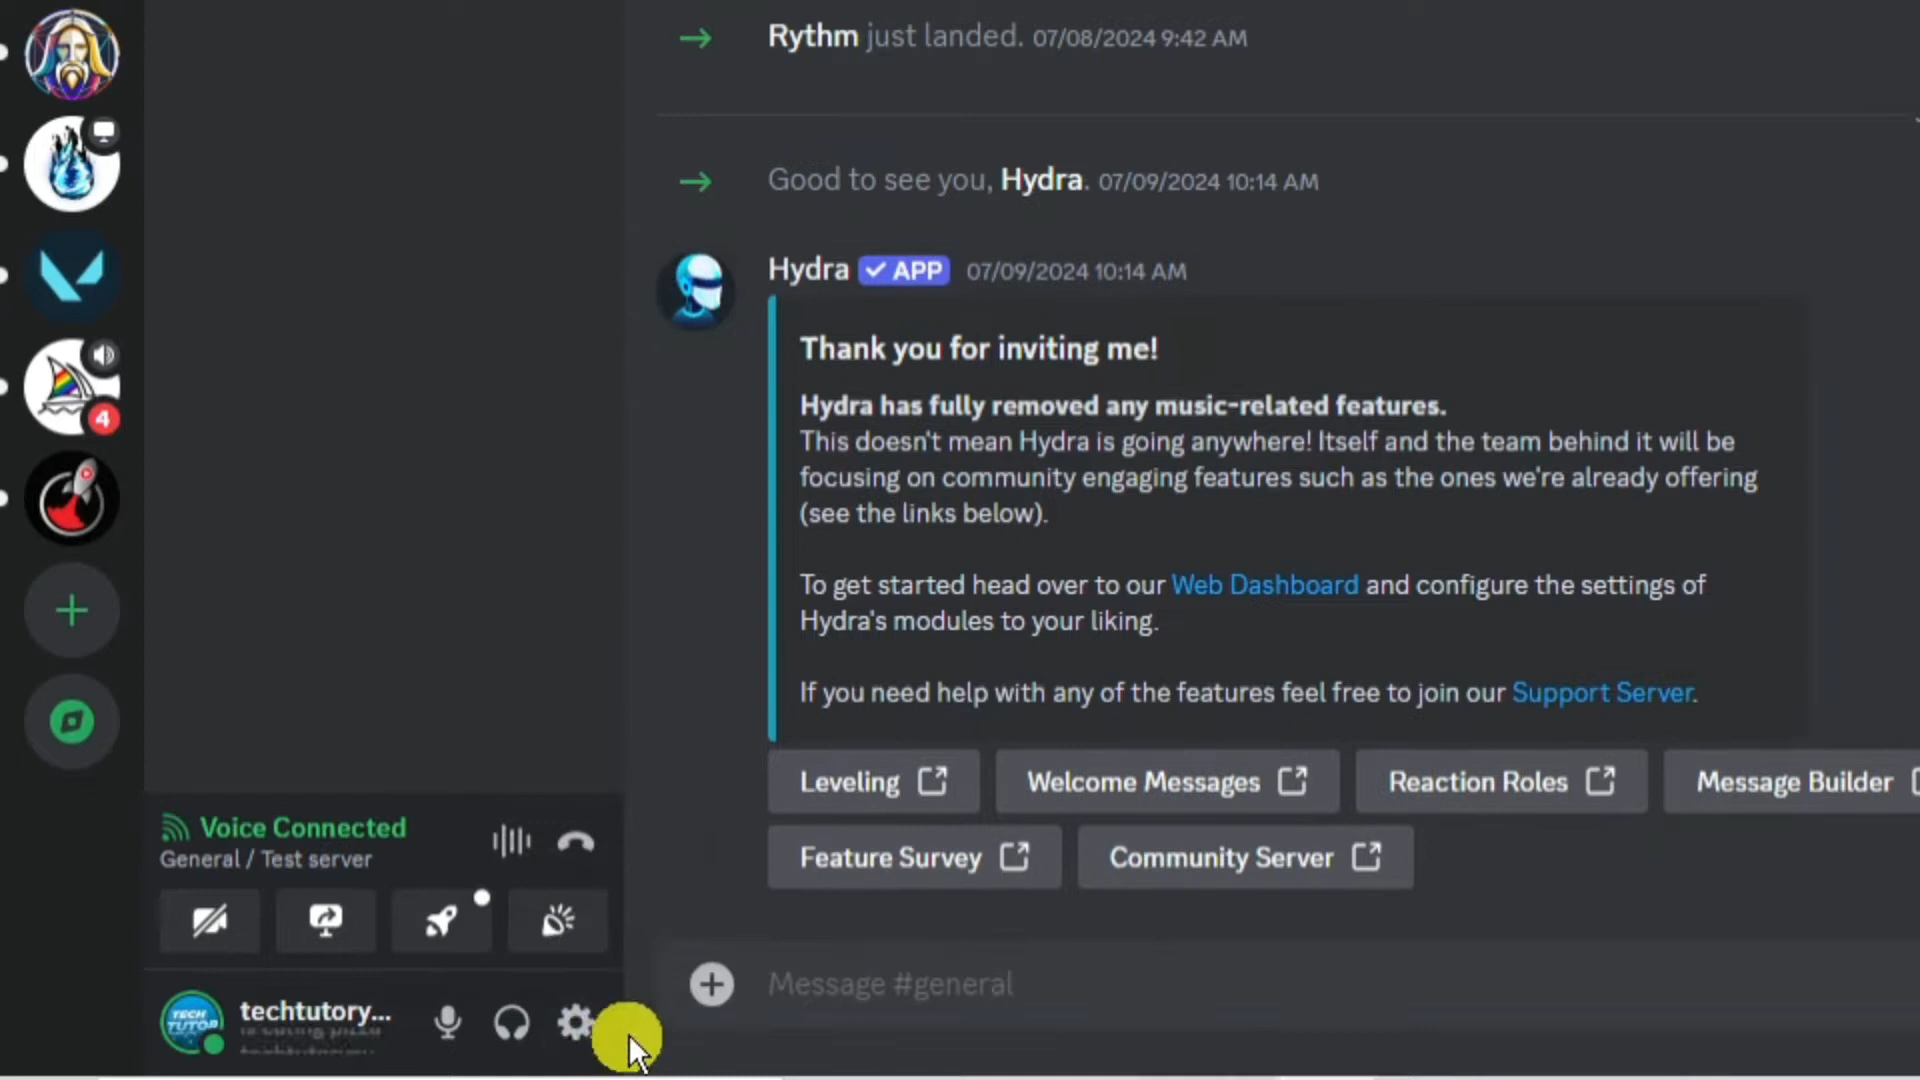 Rythm just landed. 07/08/2024 9:42 AM
Good to see you, Hydra. 07/09/2024 10:14 AM
Hydra APP 07/09/2024 10:14 AM
Thank you for inviting me!
Hydra has fully removed any music-related features.
This doesn't mean Hydra is going anywhere! Itself and the team behind it will be
focusing on community engaging features such as the ones we're already offering
(see the links below).
To get started head over to our Web Dashboard and configure the settings of
Hydra's modules to your liking.
If you need help with any of the features feel free to join our Support Server.
Leveling Welcome Messages Reaction Roles Message Builder
Feature Survey Community Server
Message #general
4
Voice Connected
General / Test server
techtutory...
TECH
TUTOR